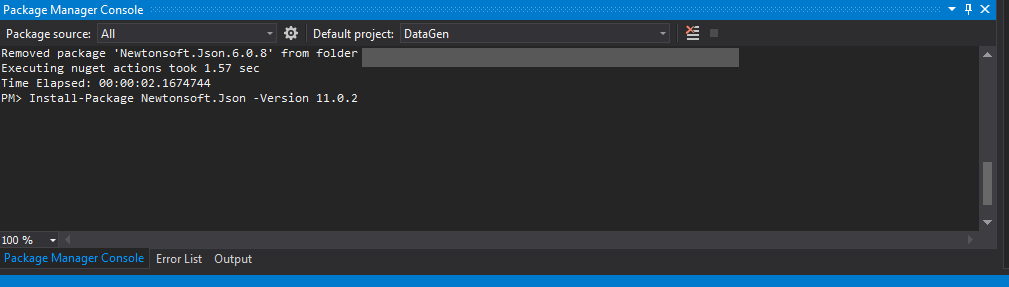 Package Manager Console
Package source: All Default project: DataGen
Removed package 'Newtonsoft.Json.6.0.8' from folder
Executing nuget actions took 1.57 sec
Time Elapsed: 00:00:02.1674744
PM> Install-Package Newtonsoft.Json -Version 11.0.2
100 %
Package Manager Console Error List Output